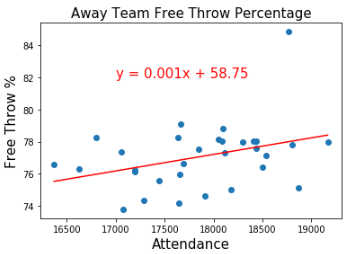 Away Team Free Throw Percentage
84
82
80
78
76
74
y = 0.001x + 58.75
Free Throw %
16500 17000 17500 18000 18500 19000
Attendance